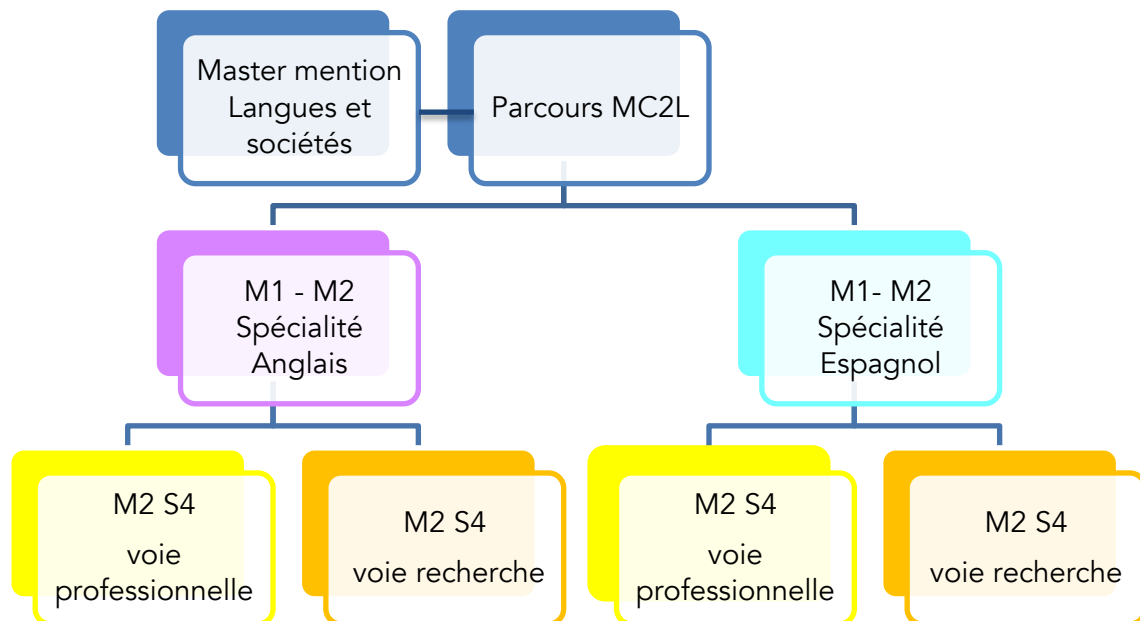 Master mention
Langues et
sociétés
Parcours MC2L
M1 - M2
Spécialité
Anglais
M1- M2
Spécialité
Espagnol
M2 S4
voie
professionnelle
M2 S4
voie recherche
M2 S4
voie
professionnelle
M2 S4
voie recherche